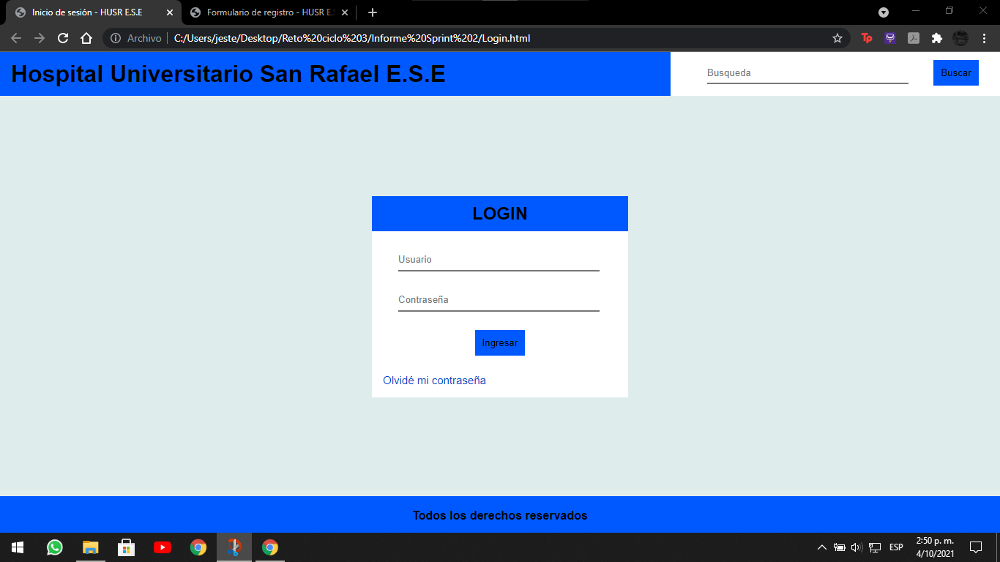 Inicio de sesión - HUSR E.S.E
Formulario de registro - HUSR E.S
Archivo
C:/Users/jeste/Desktop/Reto%20ciclo%203/Informe%20Sprint%202/Login.html
Tp
Hospital Universitario San Rafael E.S.E
Busqueda
Buscar
LOGIN
Usuario
Contraseña
Ingresar
Olvidé mi contraseña
Todos los derechos reservados
ESP
2:50 p. m.
4/10/2021